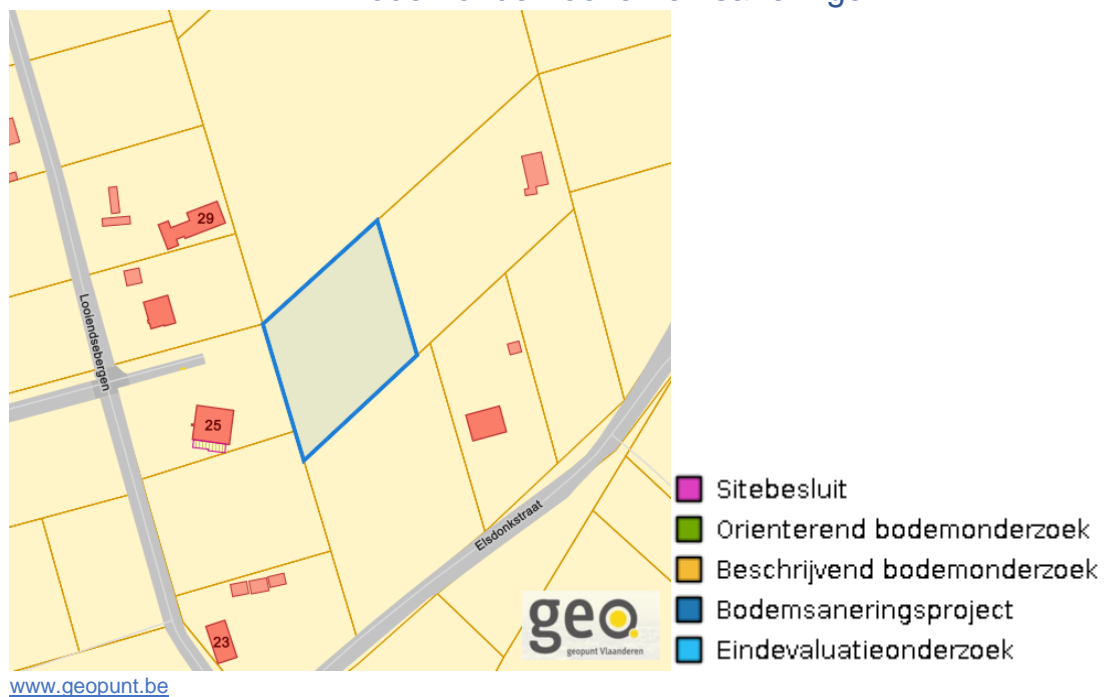 29
Looiendsebergen
25
Elsdonkstraat
23
geo
geopunt Vlaanderen
Sitebesluit
Orienterend bodemonderzoek
Beschrijvend bodemonderzoek
Bodemsaneringsproject
Eindevaluatieonderzoek
www.geopunt.be